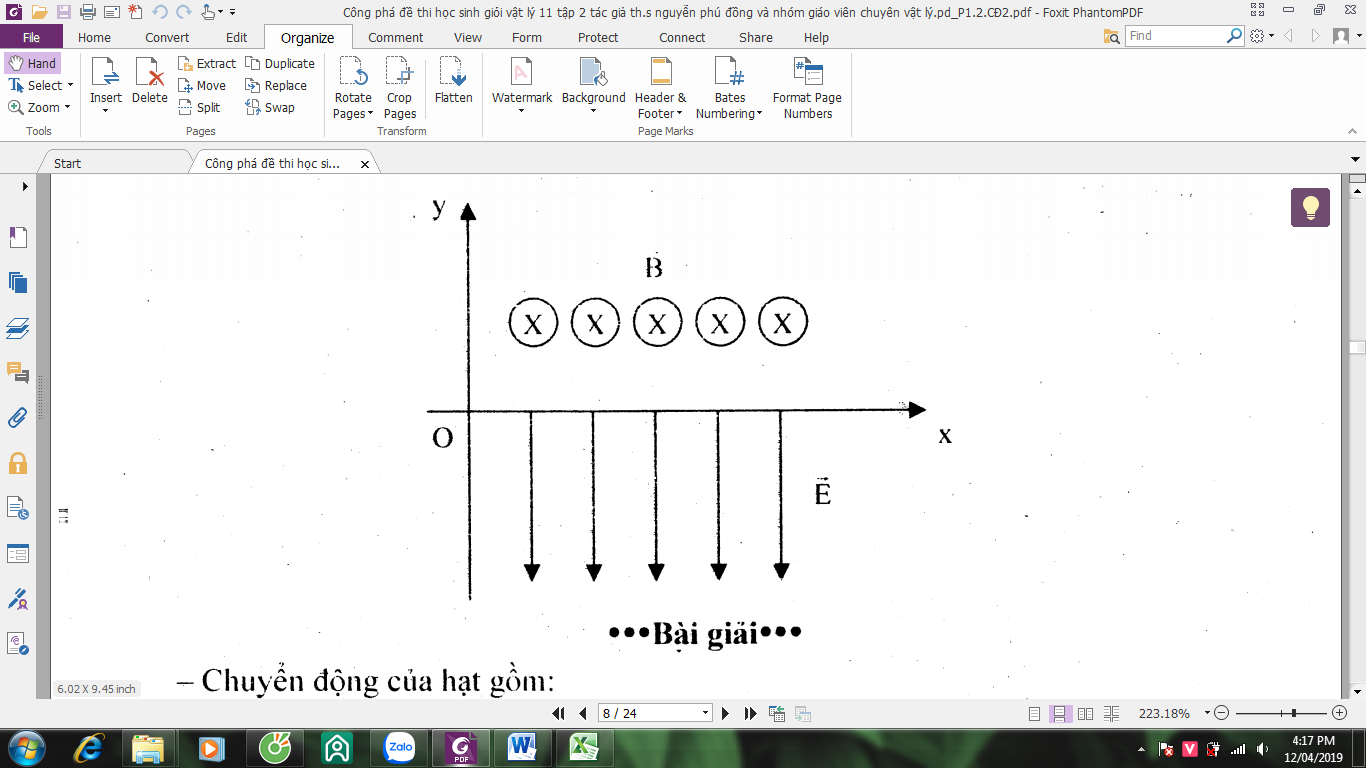 Công phá đề thi học sinh giỏi vật lý 11 tập 2 tác giả th.s nguyễn phú đồng và nhóm giáo viên chuyên vật lý.pd_P1.2.CĐ2.pdf - Foxit PhantomPDF
File Home Convert Edit Organize Comment View Form Protect Connect Share Help Find
Hand
Select
Zoom
Tools
Insert
Delete
Extract
Move
Split
Duplicate
Replace
Swap
Pages
Rotate Pages
Crop Pages
Flatten
Transform
Watermark
Background
Header & Footer
Bates Numbering
Format Page Numbers
Page Marks
Start
Công phá đề thi học si...
y
B
X X X X X
O
x
E
•••Bài giải•••
– Chuyển động của hạt gồm:
6.02 X 9.45 inch
8 / 24
223.18%
Zalo
PDF
4:17 PM
12/04/2019